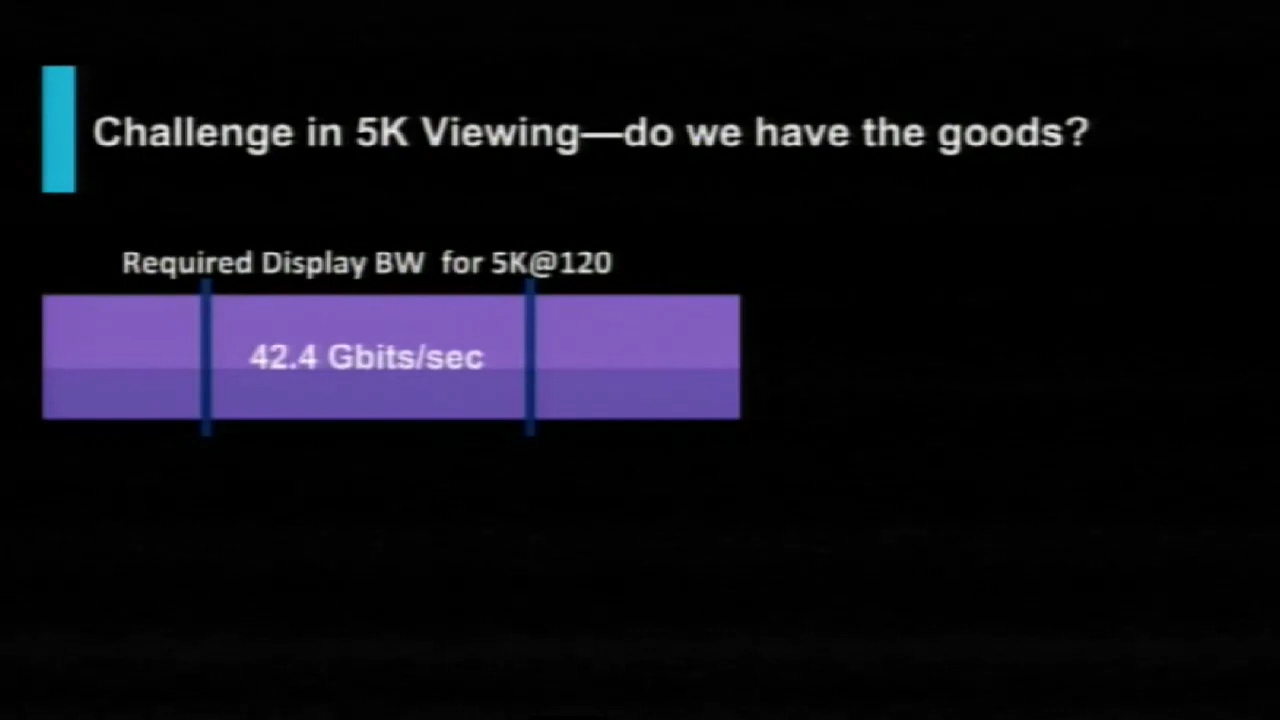 Challenge in 5K Viewing—do we have the goods?
Required Display BW for 5K@120
42.4 Gbits/sec